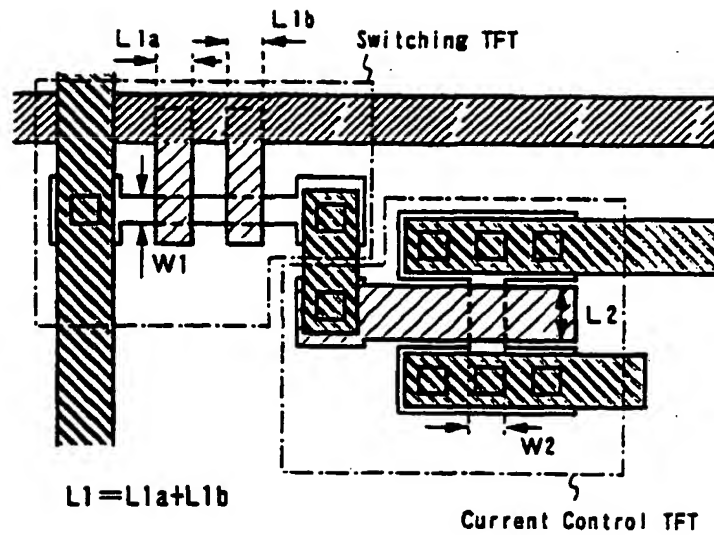 L1a
L1b
Switching TFT
W1
L2
W2
L1=L1a+L1b
Current Control TFT